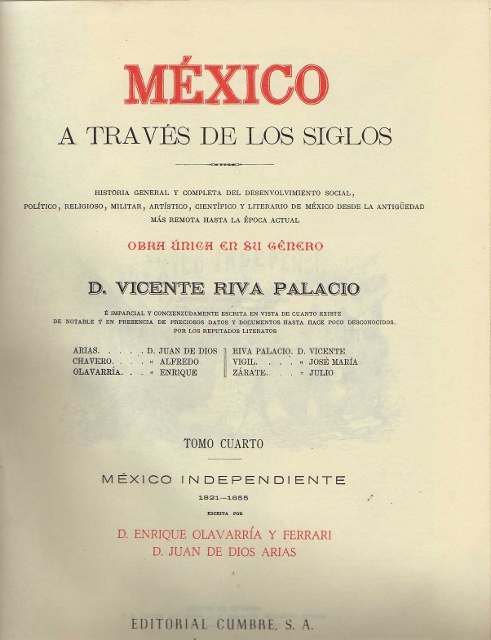 MÉXICO
A TRAVÉS DE LOS SIGLOS
HISTORIA GENERAL Y COMPLETA DEL DESENVOLVIMIENTO SOCIAL,
POLÍTICO, RELIGIOSO, MILITAR, ARTÍSTICO, CIENTÍFICO Y LITERARIO DE MÉXICO DESDE LA ANTIGÜEDAD
MÁS REMOTA HASTA LA ÉPOCA ACTUAL
OBRA ÚNICA EN SU GÉNERO
D. VICENTE RIVA PALACIO
É IMPARCIAL Y CONCIENZUDAMENTE ESCRITA EN VISTA DE CUANTO EXISTE
DE NOTABLE Y EN PRESENCIA DE PRECIOSOS DATOS Y DOCUMENTOS HASTA HACE POCO DESCONOCIDOS.
POR LOS REPUTADOS LITERATOS
ARIAS. . . . . . D. JUAN DE DIOS
CHAVERO. . . . . » ALFREDO
OLAVARRÍA. . . . » ENRIQUE
RIVA PALACIO. D. VICENTE
VIGIL. . . . . » JOSÉ MARÍA
ZÁRATE. . . . » JULIO
TOMO CUARTO
MÉXICO INDEPENDIENTE
1821—1855
ESCRITA POR
D. ENRIQUE OLAVARRÍA Y FERRARI
D. JUAN DE DIOS ARIAS
EDITORIAL CUMBRE, S. A.